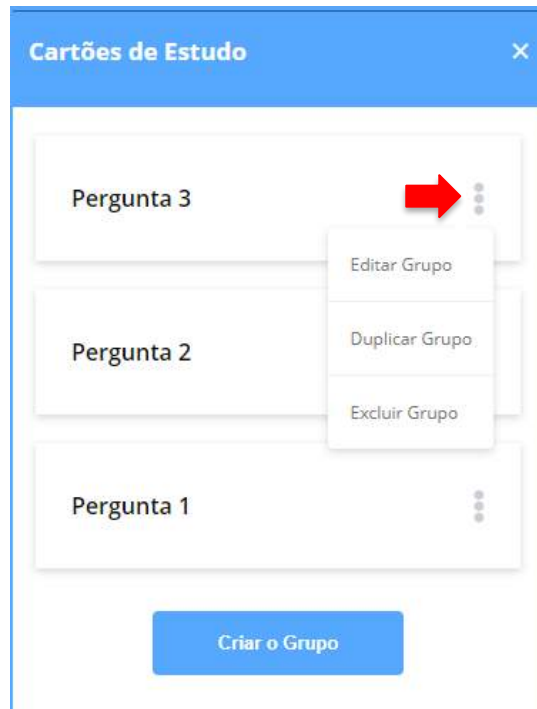 Cartões de Estudo ×
Pergunta 3
Editar Grupo
Duplicar Grupo
Pergunta 2
Excluir Grupo
Pergunta 1
Criar o Grupo